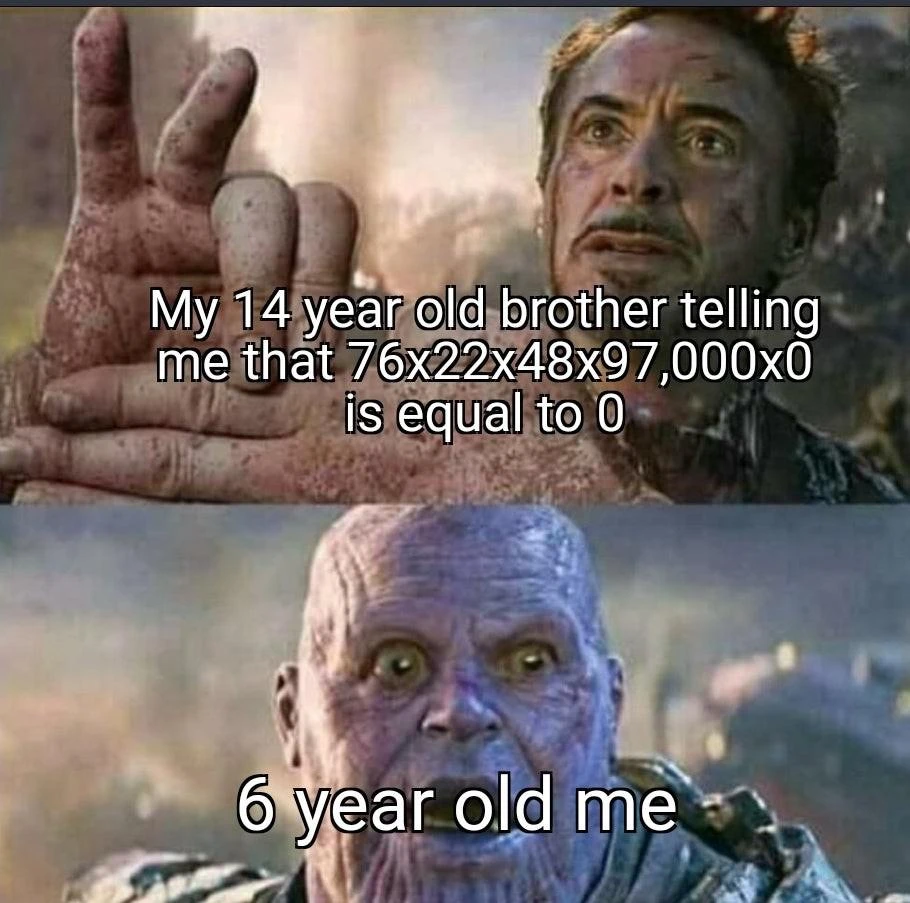 My 14 year old brother telling
me that 76x22x48x97,000x0
is equal to 0
6 year old me